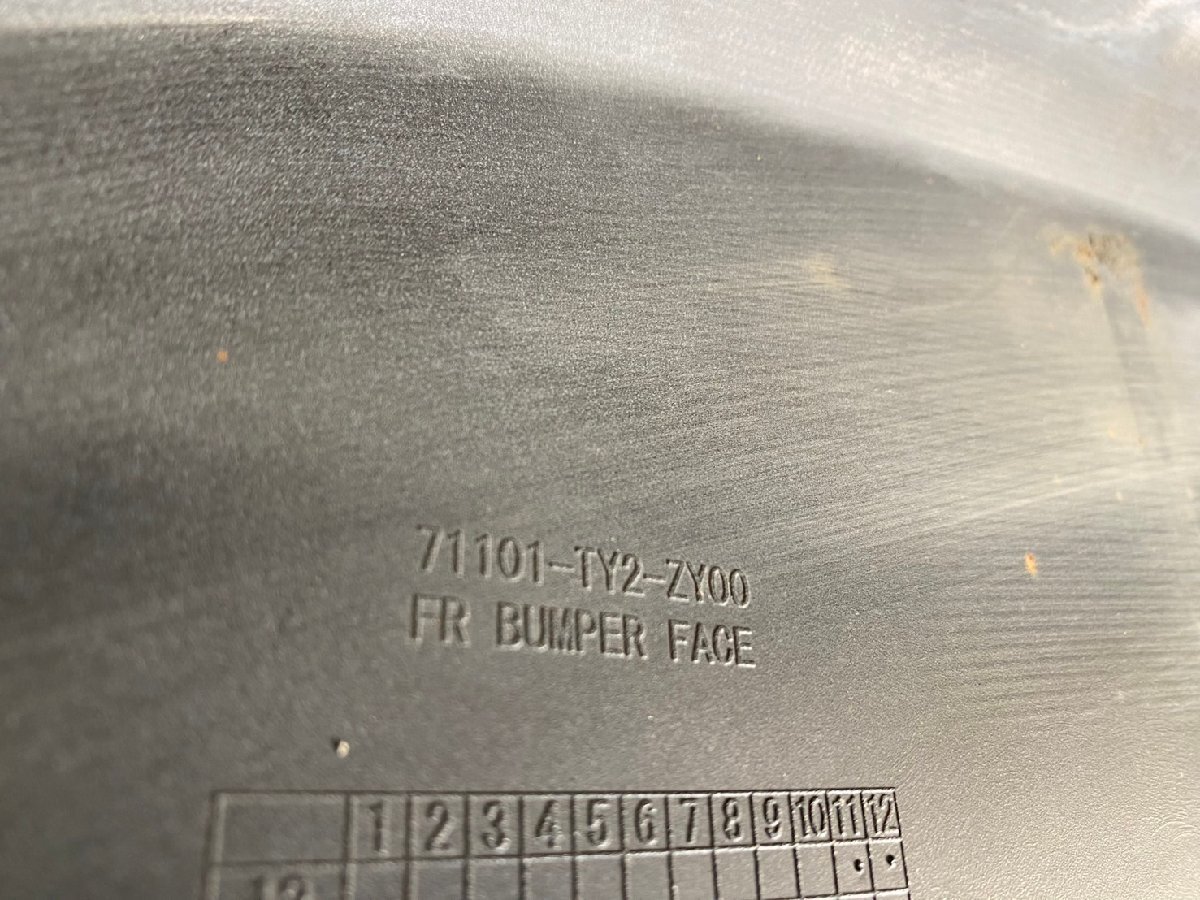 71101-TY2-ZY00
FR BUMPER FACE
1 2 3 4 5 6 7 8 9 10 11 12